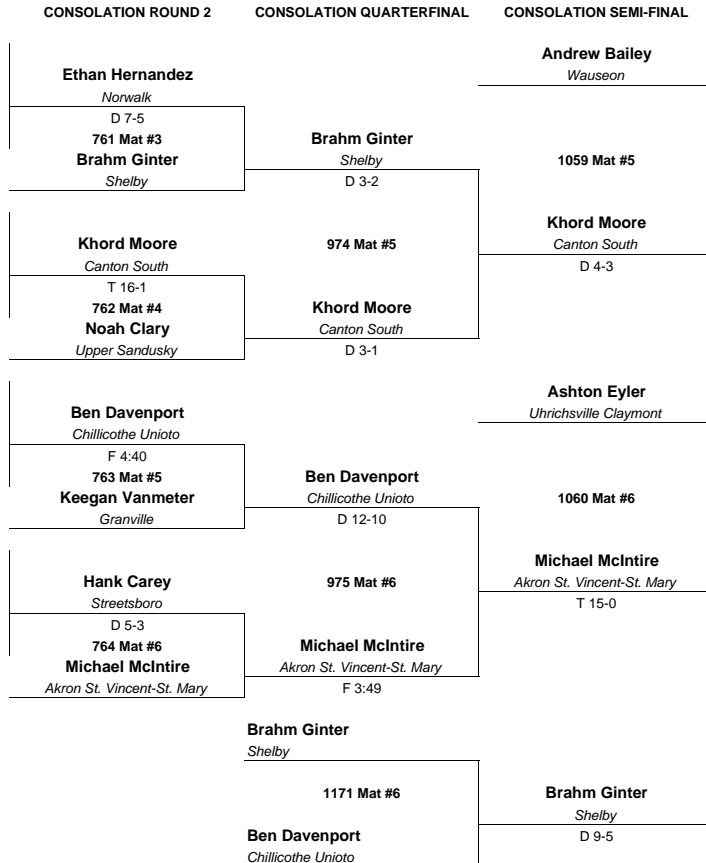 CONSOLATION ROUND 2 CONSOLATION QUARTERFINAL CONSOLATION SEMI-FINAL
Andrew Bailey
Wauseon
Ethan Hernandez
Norwalk
D 7-5
761 Mat #3
Brahm Ginter
Shelby
Brahm Ginter
Shelby
D 3-2
1059 Mat #5
Khord Moore
Canton South
T 16-1
762 Mat #4
Noah Clary
Upper Sandusky
974 Mat #5
Khord Moore
Canton South
D 3-1
Khord Moore
Canton South
D 4-3
Ashton Eyler
Uhrichsville Claymont
Ben Davenport
Chillicothe Unioto
F 4:40
763 Mat #5
Keegan Vanmeter
Granville
Ben Davenport
Chillicothe Unioto
D 12-10
1060 Mat #6
Hank Carey
Streetsboro
D 5-3
764 Mat #6
Michael McIntire
Akron St. Vincent-St. Mary
975 Mat #6
Michael McIntire
Akron St. Vincent-St. Mary
F 3:49
Michael McIntire
Akron St. Vincent-St. Mary
T 15-0
Brahm Ginter
Shelby
1171 Mat #6
Ben Davenport
Chillicothe Unioto
Brahm Ginter
Shelby
D 9-5